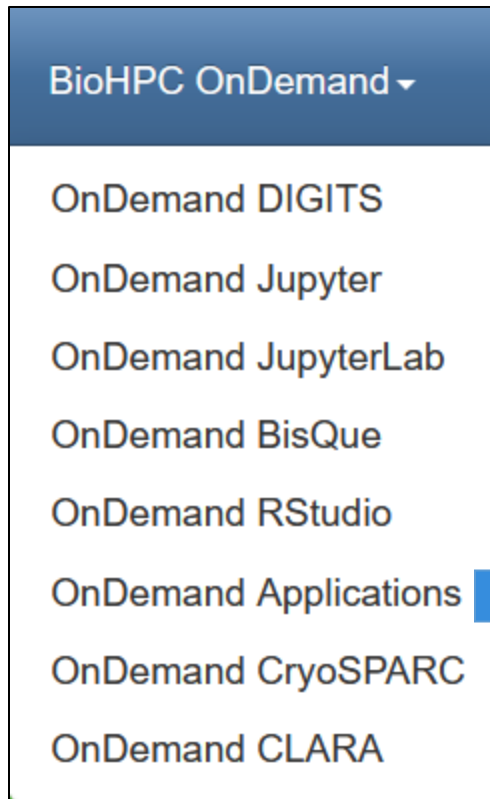 BioHPC OnDemand
OnDemand DIGITS
OnDemand Jupyter
OnDemand JupyterLab
OnDemand BisQue
OnDemand RStudio
OnDemand Applications
OnDemand CryoSPARC
OnDemand CLARA